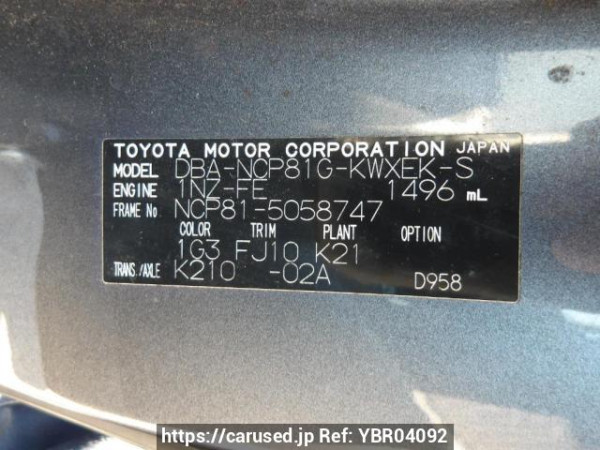 TOYOTA MOTOR CORPORATION JAPAN
MODEL DBA-NCP81G-KWXEK-S
ENGINE 1NZ-FE 1496 mL
FRAME No NCP81-5058747
COLOR TRIM PLANT OPTION
1G3 FJ10 K21
TRANS./AXLE K210 -02A D958
https://carused.jp Ref: YBR04092